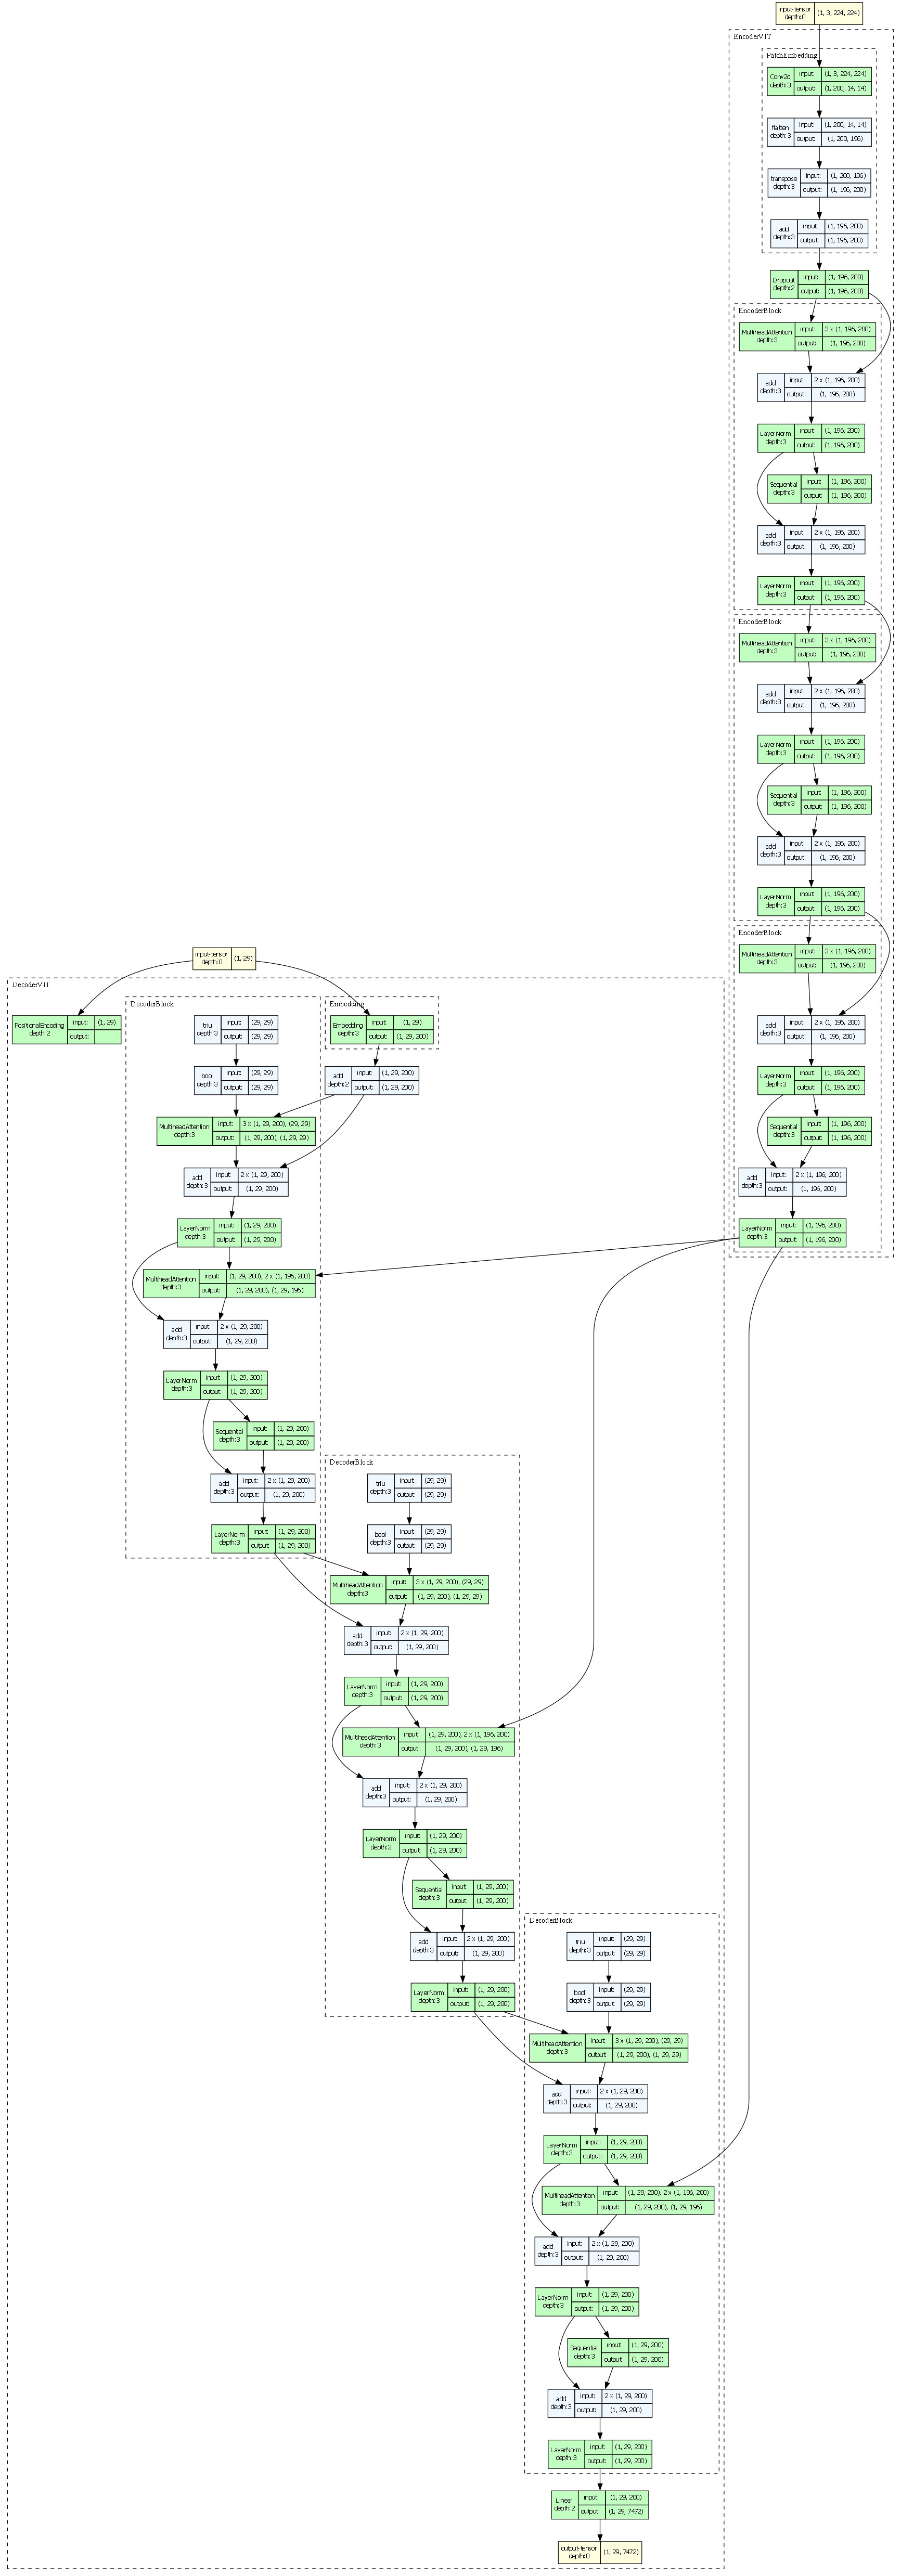 input-tensor
depth:0
(1, 3, 224, 224)
EncoderVIT
PatchEmbedding
Conv2d
depth:3
input: (1, 3, 224, 224)
output: (1, 200, 14, 14)
flatten
depth:3
input: (1, 200, 14, 14)
output: (1, 200, 196)
transpose
depth:3
input: (1, 200, 196)
output: (1, 196, 200)
add
depth:3
input: (1, 196, 200)
output: (1, 196, 200)
Dropout
depth:2
input: (1, 196, 200)
output: (1, 196, 200)
EncoderBlock
MultiheadAttention
depth:3
input: 3 x (1, 196, 200)
output: (1, 196, 200)
add
depth:3
input: 2 x (1, 196, 200)
output: (1, 196, 200)
LayerNorm
depth:3
input: (1, 196, 200)
output: (1, 196, 200)
Sequential
depth:3
input: (1, 196, 200)
output: (1, 196, 200)
add
depth:3
input: 2 x (1, 196, 200)
output: (1, 196, 200)
LayerNorm
depth:3
input: (1, 196, 200)
output: (1, 196, 200)
EncoderBlock
MultiheadAttention
depth:3
input: 3 x (1, 196, 200)
output: (1, 196, 200)
add
depth:3
input: 2 x (1, 196, 200)
output: (1, 196, 200)
LayerNorm
depth:3
input: (1, 196, 200)
output: (1, 196, 200)
Sequential
depth:3
input: (1, 196, 200)
output: (1, 196, 200)
add
depth:3
input: 2 x (1, 196, 200)
output: (1, 196, 200)
LayerNorm
depth:3
input: (1, 196, 200)
output: (1, 196, 200)
EncoderBlock
MultiheadAttention
depth:3
input: 3 x (1, 196, 200)
output: (1, 196, 200)
add
depth:3
input: 2 x (1, 196, 200)
output: (1, 196, 200)
LayerNorm
depth:3
input: (1, 196, 200)
output: (1, 196, 200)
Sequential
depth:3
input: (1, 196, 200)
output: (1, 196, 200)
add
depth:3
input: 2 x (1, 196, 200)
output: (1, 196, 200)
LayerNorm
depth:3
input: (1, 196, 200)
output: (1, 196, 200)
input-tensor
depth:0
(1, 29)
DecoderVIT
PositionalEncoding
depth:2
input: (1, 29)
output:
Embedding
Embedding
depth:3
input: (1, 29)
output: (1, 29, 200)
add
depth:2
input: (1, 29, 200)
output: (1, 29, 200)
DecoderBlock
triu
depth:3
input: (29, 29)
output: (29, 29)
bool
depth:3
input: (29, 29)
output: (29, 29)
MultiheadAttention
depth:3
input: 3 x (1, 29, 200), (29, 29)
output: (1, 29, 200), (1, 29, 29)
add
depth:3
input: 2 x (1, 29, 200)
output: (1, 29, 200)
LayerNorm
depth:3
input: (1, 29, 200)
output: (1, 29, 200)
MultiheadAttention
depth:3
input: (1, 29, 200), 2 x (1, 196, 200)
output: (1, 29, 200), (1, 29, 196)
add
depth:3
input: 2 x (1, 29, 200)
output: (1, 29, 200)
LayerNorm
depth:3
input: (1, 29, 200)
output: (1, 29, 200)
Sequential
depth:3
input: (1, 29, 200)
output: (1, 29, 200)
add
depth:3
input: 2 x (1, 29, 200)
output: (1, 29, 200)
LayerNorm
depth:3
input: (1, 29, 200)
output: (1, 29, 200)
DecoderBlock
triu
depth:3
input: (29, 29)
output: (29, 29)
bool
depth:3
input: (29, 29)
output: (29, 29)
MultiheadAttention
depth:3
input: 3 x (1, 29, 200), (29, 29)
output: (1, 29, 200), (1, 29, 29)
add
depth:3
input: 2 x (1, 29, 200)
output: (1, 29, 200)
LayerNorm
depth:3
input: (1, 29, 200)
output: (1, 29, 200)
MultiheadAttention
depth:3
input: (1, 29, 200), 2 x (1, 196, 200)
output: (1, 29, 200), (1, 29, 196)
add
depth:3
input: 2 x (1, 29, 200)
output: (1, 29, 200)
LayerNorm
depth:3
input: (1, 29, 200)
output: (1, 29, 200)
Sequential
depth:3
input: (1, 29, 200)
output: (1, 29, 200)
add
depth:3
input: 2 x (1, 29, 200)
output: (1, 29, 200)
LayerNorm
depth:3
input: (1, 29, 200)
output: (1, 29, 200)
DecoderBlock
triu
depth:3
input: (29, 29)
output: (29, 29)
bool
depth:3
input: (29, 29)
output: (29, 29)
MultiheadAttention
depth:3
input: 3 x (1, 29, 200), (29, 29)
output: (1, 29, 200), (1, 29, 29)
add
depth:3
input: 2 x (1, 29, 200)
output: (1, 29, 200)
LayerNorm
depth:3
input: (1, 29, 200)
output: (1, 29, 200)
MultiheadAttention
depth:3
input: (1, 29, 200), 2 x (1, 196, 200)
output: (1, 29, 200), (1, 29, 196)
add
depth:3
input: 2 x (1, 29, 200)
output: (1, 29, 200)
LayerNorm
depth:3
input: (1, 29, 200)
output: (1, 29, 200)
Sequential
depth:3
input: (1, 29, 200)
output: (1, 29, 200)
add
depth:3
input: 2 x (1, 29, 200)
output: (1, 29, 200)
LayerNorm
depth:3
input: (1, 29, 200)
output: (1, 29, 200)
Linear
depth:2
input: (1, 29, 200)
output: (1, 29, 7472)
output-tensor
depth:0
(1, 29, 7472)